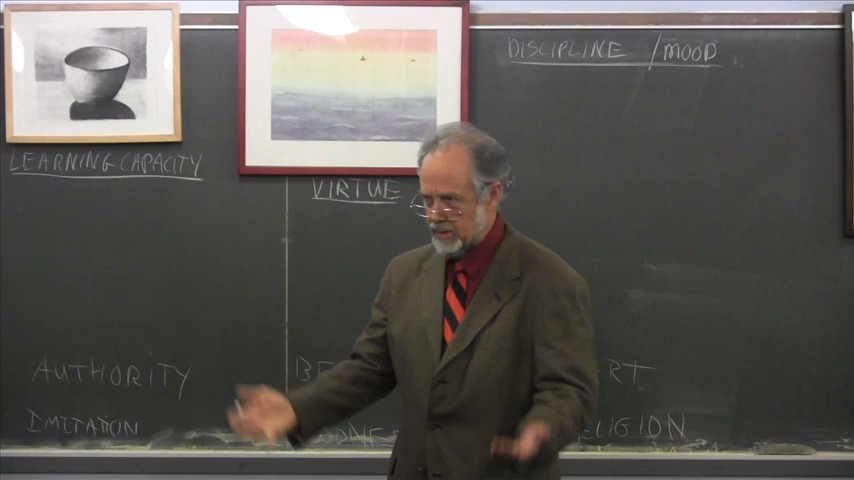 LEARNING CAPACITY
VIRTUE
DISCIPLINE / MOOD
AUTHORITY
IMITATION